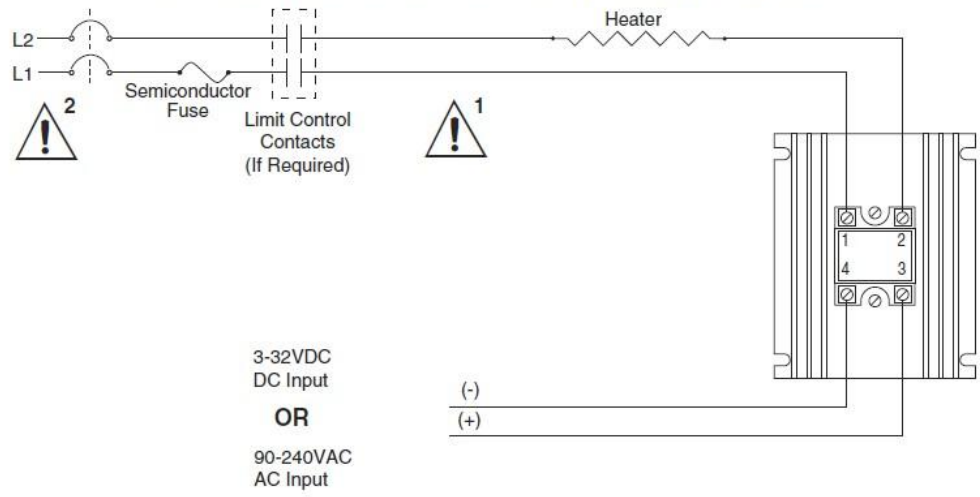 Heater
L2
L1
Semiconductor
Fuse
2
1
Limit Control
Contacts
(If Required)
1 2
4 3
3-32VDC
DC Input
(-)
OR
(+)
90-240VAC
AC Input